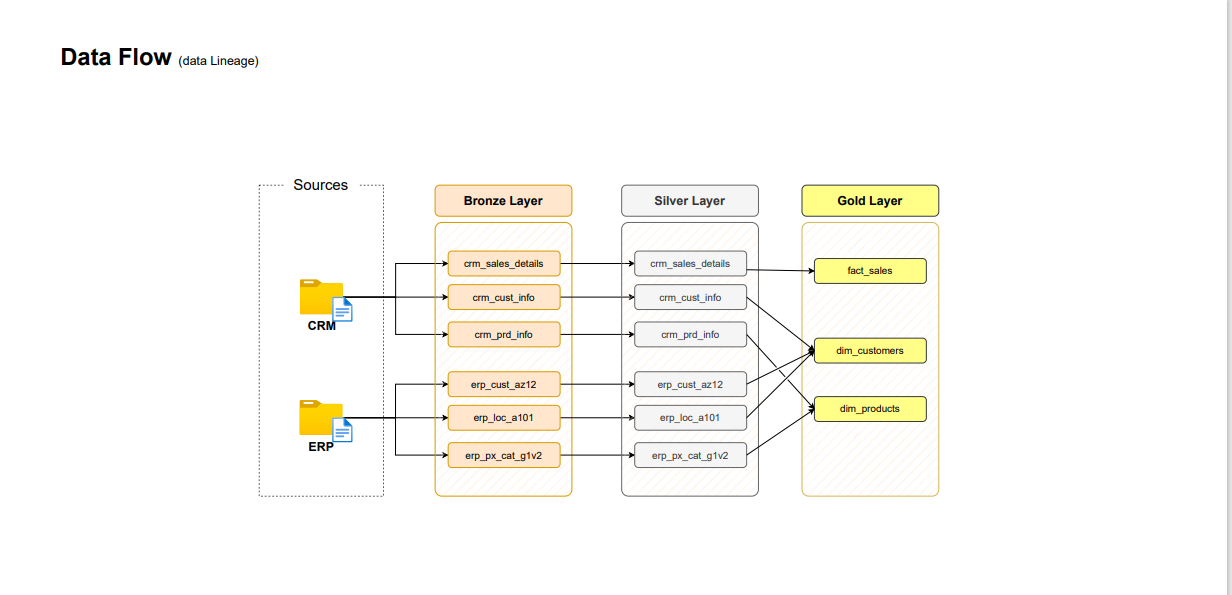 Data Flow (data Lineage)
Sources
CRM
ERP
Bronze Layer
crm_sales_details
crm_cust_info
crm_prd_info
erp_cust_az12
erp_loc_a101
erp_px_cat_g1v2
Silver Layer
crm_sales_details
crm_cust_info
crm_prd_info
erp_cust_az12
erp_loc_a101
erp_px_cat_g1v2
Gold Layer
fact_sales
dim_customers
dim_products